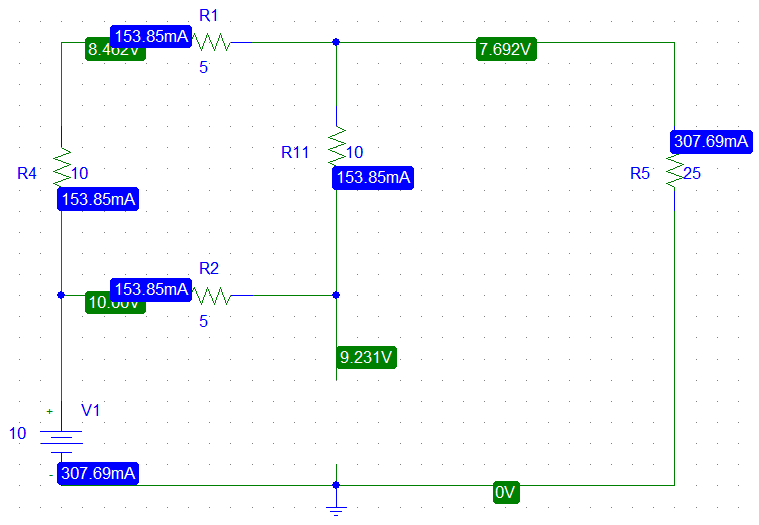 R1
153.85mA
8.462V
7.692V
5
307.69mA
R11
10
R4
10
R5
25
153.85mA
153.85mA
R2
153.85mA
10.00V
5
9.231V
+
V1
10
-
307.69mA
0V